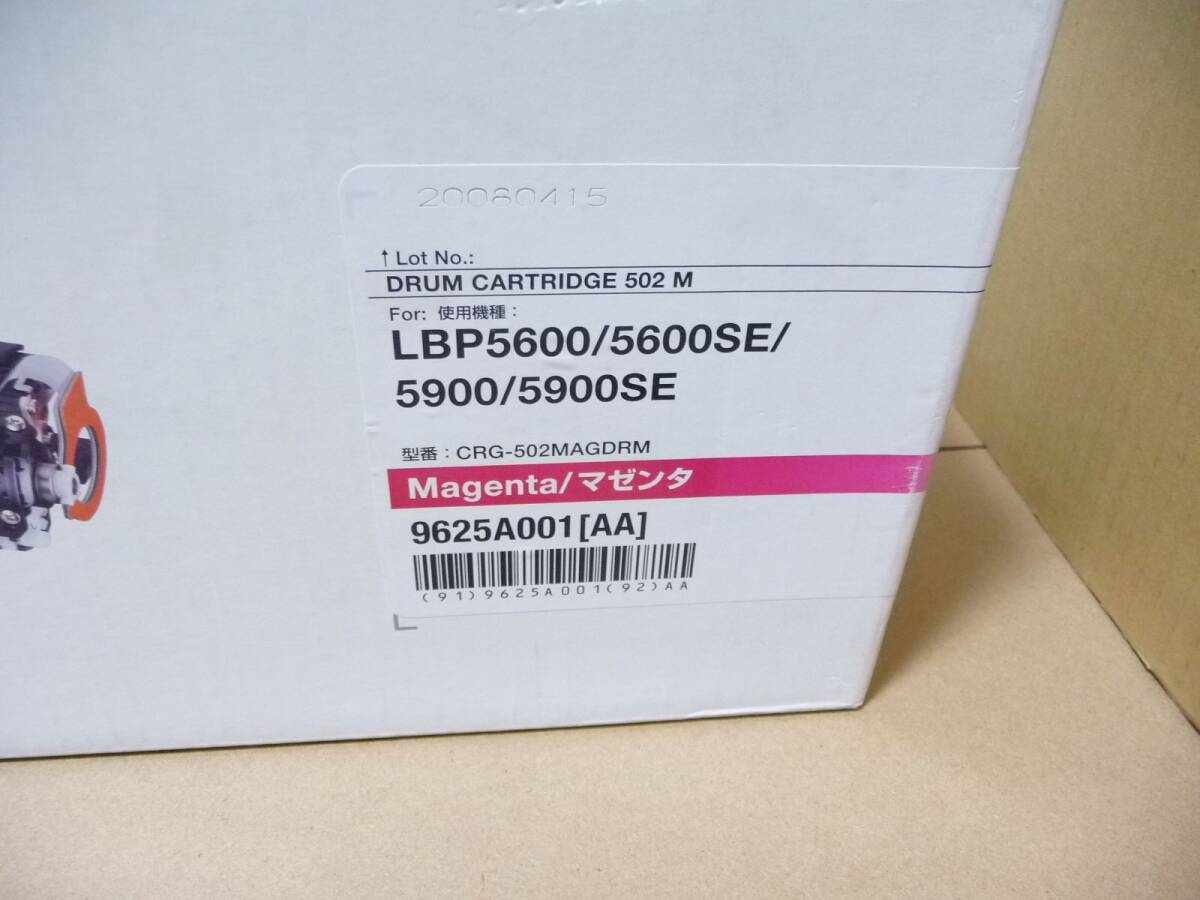 20080415
↑Lot No.:
DRUM CARTRIDGE 502 M
For: 使用機種：
LBP5600/5600SE/
5900/5900SE
型番：CRG-502MAGDRM
Magenta/マゼンタ
9625A001[AA]
(91)9625A001(92)AA